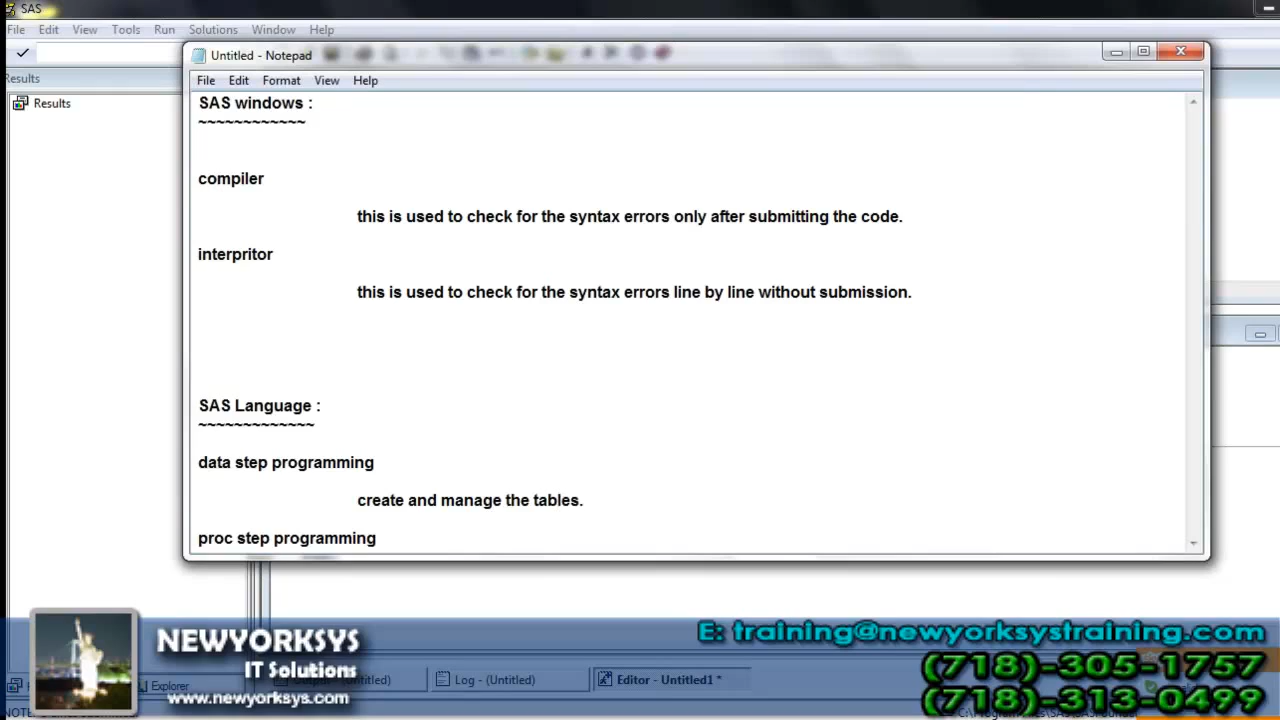 SAS
File Edit View Tools Run Solutions Window Help
Untitled - Notepad
Results
File Edit Format View Help
Results
SAS windows :
~~~~~~~~~~~~
compiler
this is used to check for the syntax errors only after submitting the code.
interpritor
this is used to check for the syntax errors line by line without submission.
SAS Language :
~~~~~~~~~~~~~
data step programming
create and manage the tables.
proc step programming
NEWYORKSYS
IT Solutions
www.newyorksys.com
E: training@newyorksystraining.com
(718)-305-1757
(718)-313-0499
Explorer
Log - (Untitled)
Editor - Untitled1 *